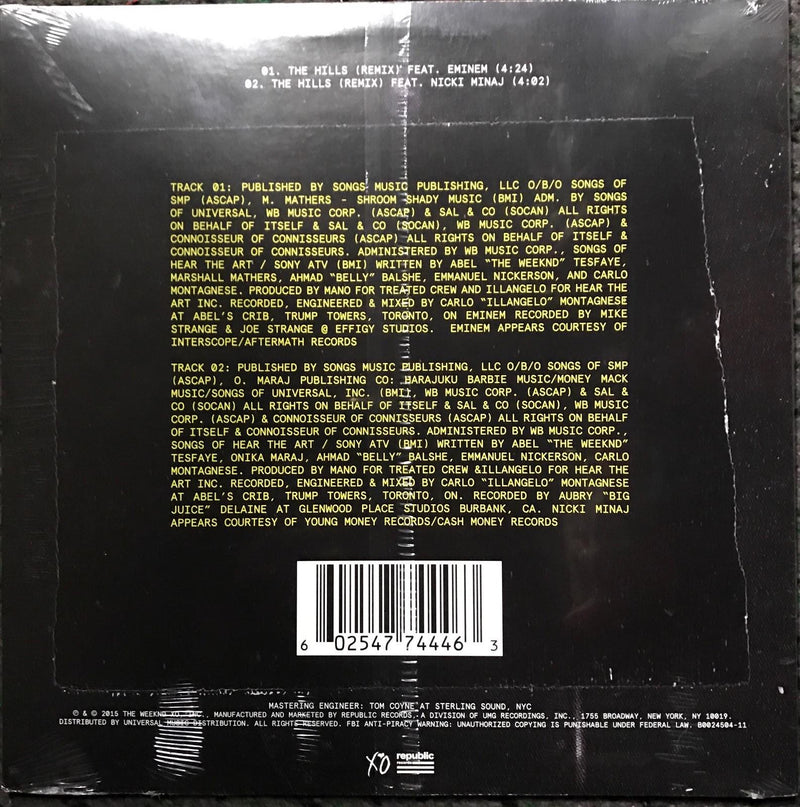 01. THE HILLS (REMIX) FEAT. EMINEM (4:24)
02. THE HILLS (REMIX) FEAT. NICKI MINAJ (4:02)
TRACK 01: PUBLISHED BY SONGS MUSIC PUBLISHING, LLC O/B/O SONGS OF
SMP (ASCAP), M. MATHERS - SHROOM SHADY MUSIC (BMI) ADM. BY SONGS
OF UNIVERSAL, WB MUSIC CORP. (ASCAP) & SAL & CO (SOCAN) ALL RIGHTS
ON BEHALF OF ITSELF & SAL & CO (SOCAN), WB MUSIC CORP. (ASCAP) &
CONNOISSEUR OF CONNISSEURS (ASCAP) ALL RIGHTS ON BEHALF OF ITSELF &
CONNOISSEUR OF CONNISSEURS. ADMINISTERED BY WB MUSIC CORP., SONGS OF
HEAR THE ART / SONY ATV (BMI) WRITTEN BY ABEL "THE WEEKND" TESFAYE,
MARSHALL MATHERS, AHMAD "BELLY" BALSHE, EMMANUEL NICKERSON, AND CARLO
MONTAGNESE. PRODUCED BY MANO FOR TREATED CREW AND ILLANGELO FOR HEAR THE
ART INC. RECORDED, ENGINEERED & MIXED BY CARLO "ILLANGELO" MONTAGNESE
AT ABEL'S CRIB, TRUMP TOWERS, TORONTO, ON EMINEM RECORDED BY MIKE
STRANGE & JOE STRANGE @ EFFIGY STUDIOS. EMINEM APPEARS COURTESY OF
INTERSCOPE/AFTERMATH RECORDS
TRACK 02: PUBLISHED BY SONGS MUSIC PUBLISHING, LLC O/B/O SONGS OF SMP
(ASCAP), O. MARAJ PUBLISHING CO: HARAJUKU BARBIE MUSIC/MONEY MACK
MUSIC/SONGS OF UNIVERSAL, INC. (BMI), WB MUSIC CORP. (ASCAP) & SAL &
CO (SOCAN) ALL RIGHTS ON BEHALF OF ITSELF & SAL & CO (SOCAN), WB MUSIC
CORP. (ASCAP) & CONNOISSEUR OF CONNISSEURS (ASCAP) ALL RIGHTS ON BEHALF
OF ITSELF & CONNOISSEUR OF CONNISSEURS. ADMINISTERED BY WB MUSIC CORP.,
SONGS OF HEAR THE ART / SONY ATV (BMI) WRITTEN BY ABEL "THE WEEKND"
TESFAYE, ONIKA MARAJ, AHMAD "BELLY" BALSHE, EMMANUEL NICKERSON, CARLO
MONTAGNESE. PRODUCED BY MANO FOR TREATED CREW &ILLANGELO FOR HEAR THE
ART INC. RECORDED, ENGINEERED & MIXED BY CARLO "ILLANGELO" MONTAGNESE
AT ABEL'S CRIB, TRUMP TOWERS, TORONTO, ON. RECORDED BY AUBRY "BIG
JUICE" DELAINE AT GLENWOOD PLACE STUDIOS BURBANK, CA. NICKI MINAJ
APPEARS COURTESY OF YOUNG MONEY RECORDS/CASH MONEY RECORDS
6 02547 74446 3
MASTERING ENGINEER: TOM COYNE AT STERLING SOUND, NYC
℗ & © 2015 THE WEEKND XO, INC., MANUFACTURED AND MARKETED BY REPUBLIC RECORDS, A DIVISION OF UMG RECORDINGS, INC., 1755 BROADWAY, NEW YORK, NY 10019.
DISTRIBUTED BY UNIVERSAL MUSIC DISTRIBUTION. ALL RIGHTS RESERVED. FBI ANTI-PIRACY WARNING: UNAUTHORIZED COPYING IS PUNISHABLE UNDER FEDERAL LAW. B0024504-11
XO republic